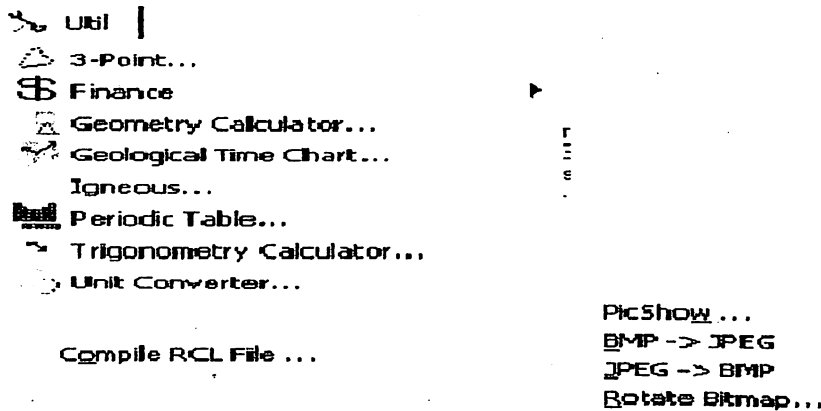 Util
3-Point...
Finance
Geometry Calculator...
Geological Time Chart...
Igneous...
Periodic Table...
Trigonometry Calculator...
Unit Converter...
Compile RCL File ...
PicShow ...
BMP -> JPEG
JPEG -> BMP
Rotate Bitmap...